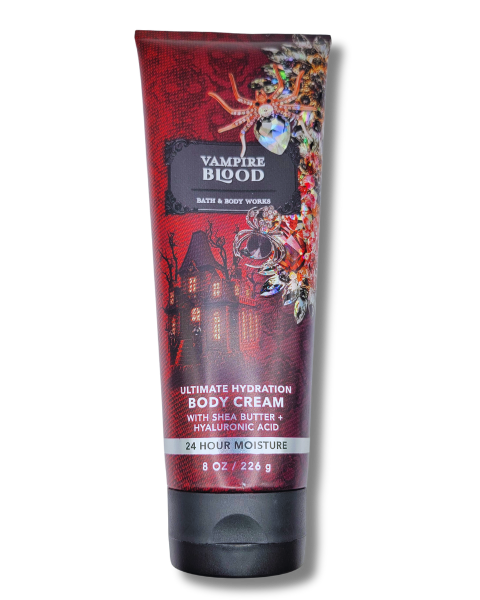 VAMPIRE
BLOOD
BATH & BODY WORKS
ULTIMATE HYDRATION
BODY CREAM
WITH SHEA BUTTER +
HYALURONIC ACID
24 HOUR MOISTURE
8 OZ / 226 g